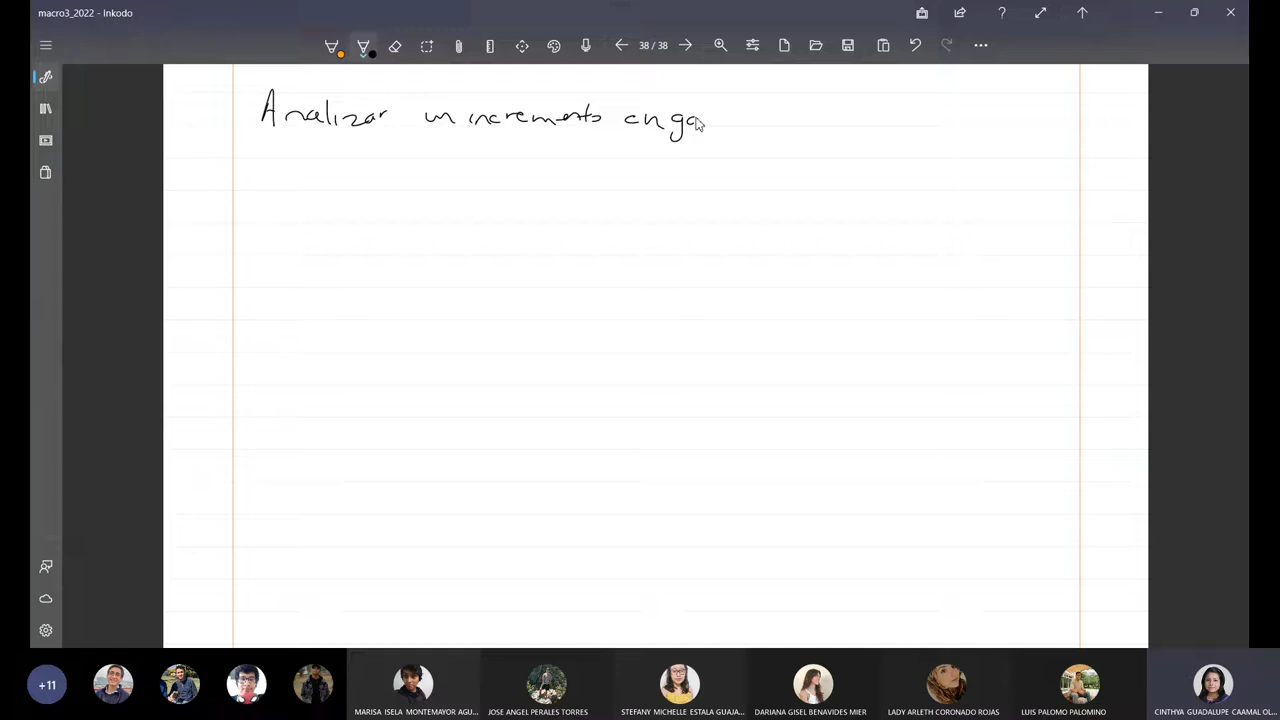 macro3_2022 - Inkodo
38 / 38
Analizar un incremento en ga
+11
MARISA ISELA MONTEMAYOR AGU...
JOSE ANGEL PERALES TORRES
STEFANY MICHELLE ESTALA GUAJA...
DARIANA GISEL BENAVIDES MIER
LADY ARLETH CORONADO ROJAS
LUIS PALOMO PALOMINO
CINTHYA GUADALUPE CAAMAL OL...